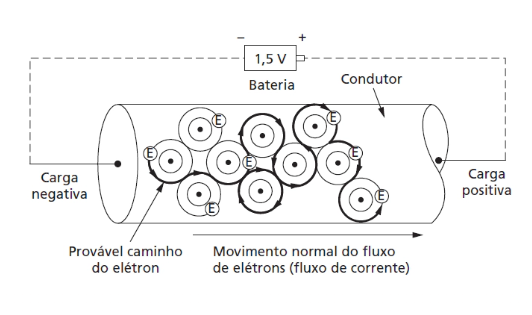 − +
1,5 V
Bateria
Condutor
E
E
E
E
E
E
E
Carga
negativa
Carga
positiva
Provável caminho
do elétron
Movimento normal do fluxo
de elétrons (fluxo de corrente)